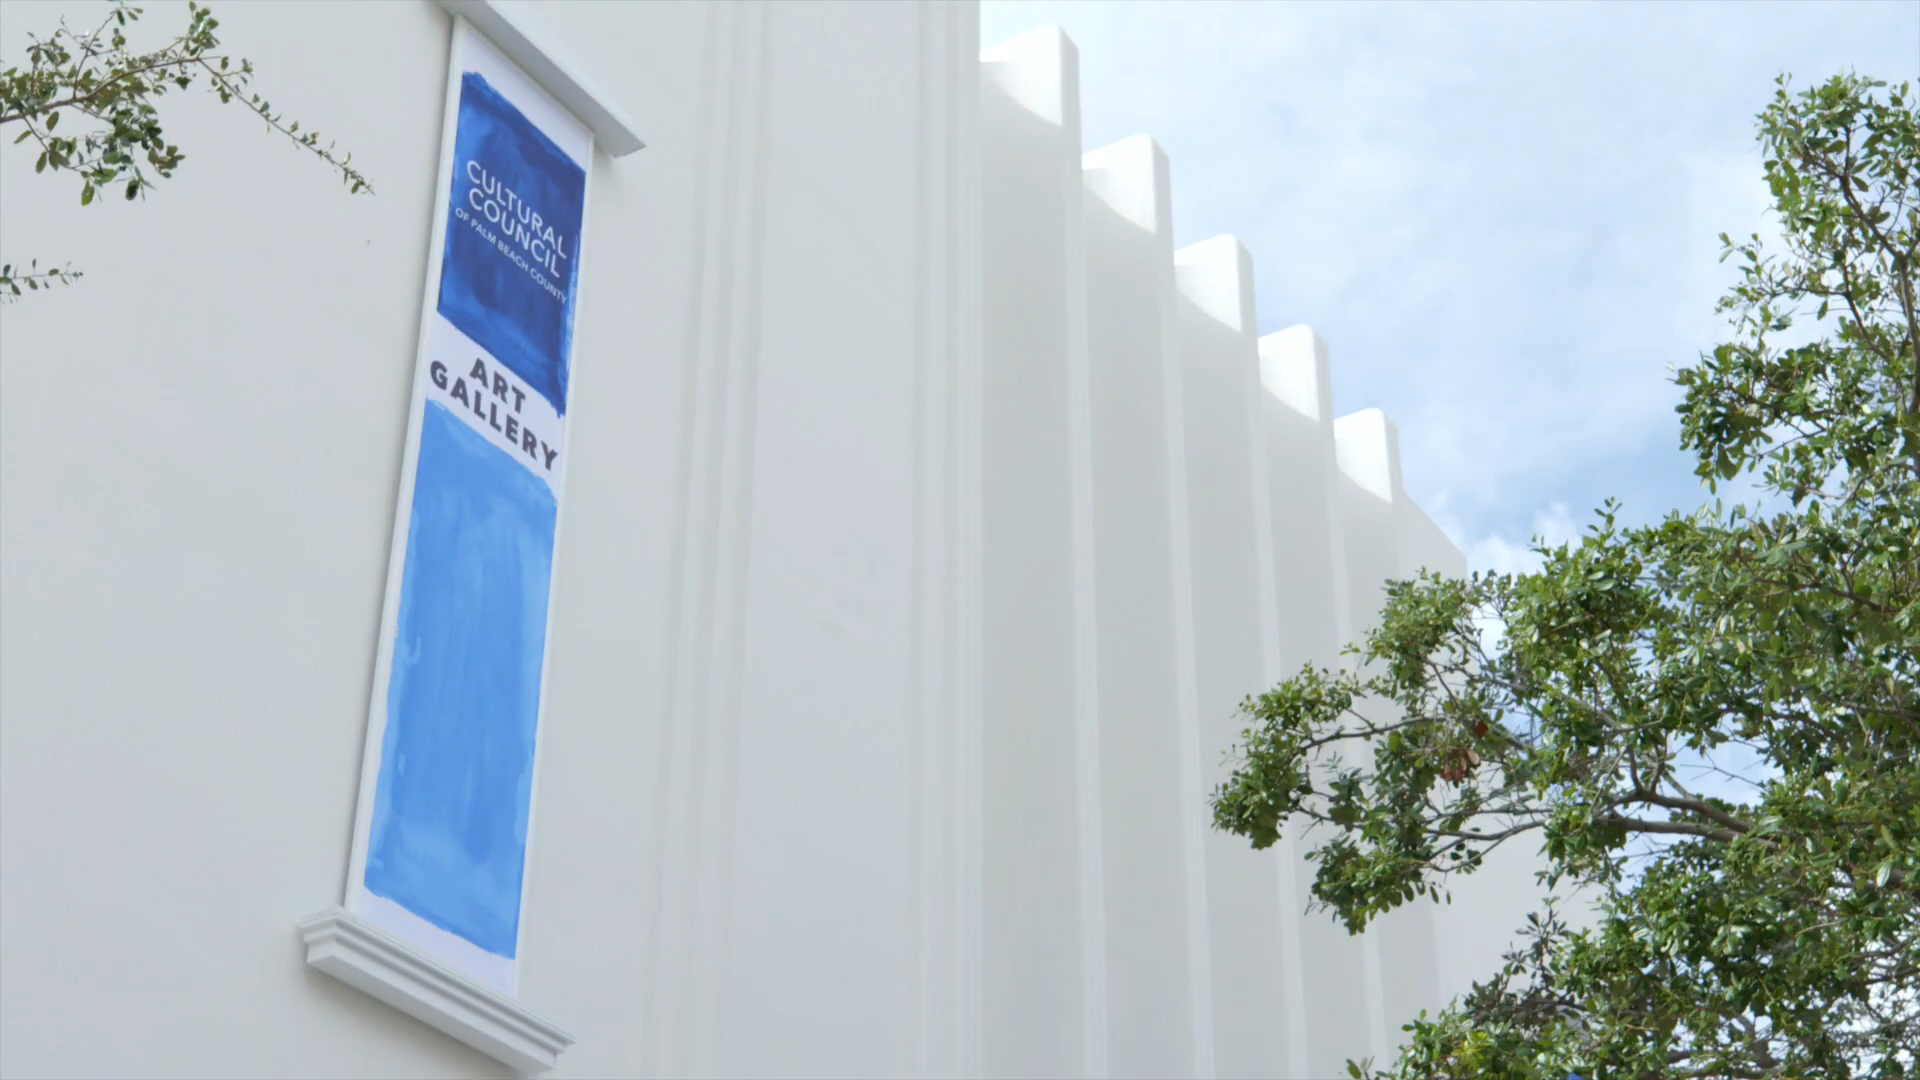 CULTURAL
COUNCIL
OF PALM BEACH COUNTY
ART
GALLERY